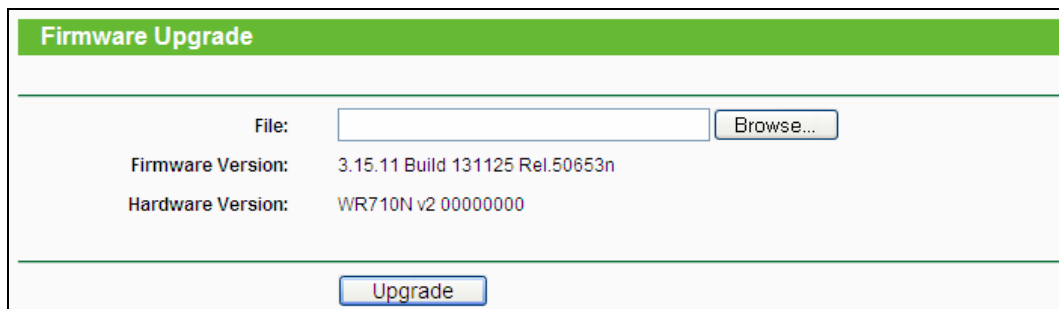 Firmware Upgrade
File: Browse...
Firmware Version: 3.15.11 Build 131125 Rel.50653n
Hardware Version: WR710N v2 00000000
Upgrade